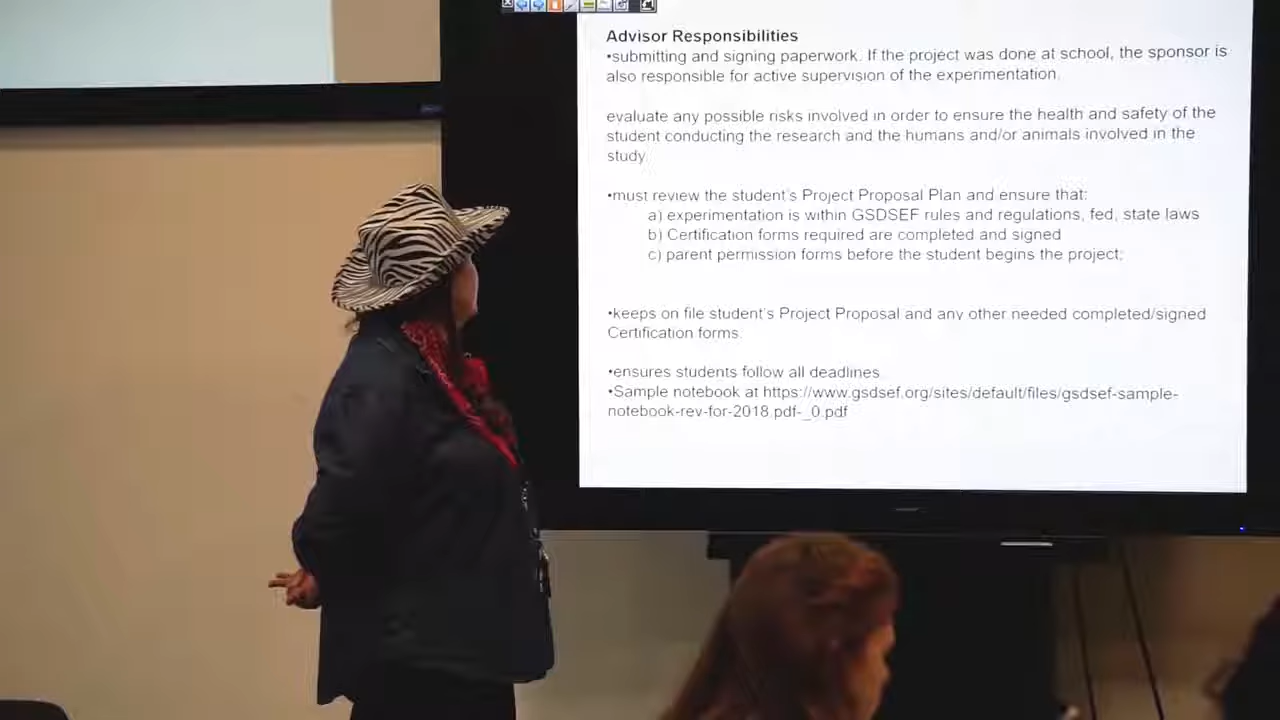 Advisor Responsibilities
•submitting and signing paperwork. If the project was done at school, the sponsor is
also responsible for active supervision of the experimentation.
evaluate any possible risks involved in order to ensure the health and safety of the
student conducting the research and the humans and/or animals involved in the
study.
•must review the student's Project Proposal Plan and ensure that:
a) experimentation is within GSDSEF rules and regulations, fed, state laws
b) Certification forms required are completed and signed
c) parent permission forms before the student begins the project;
•keeps on file student's Project Proposal and any other needed completed/signed
Certification forms.
•ensures students follow all deadlines.
•Sample notebook at https://www.gsdsef.org/sites/default/files/gsdsef-sample-
notebook-rev-for-2018.pdf-_0.pdf